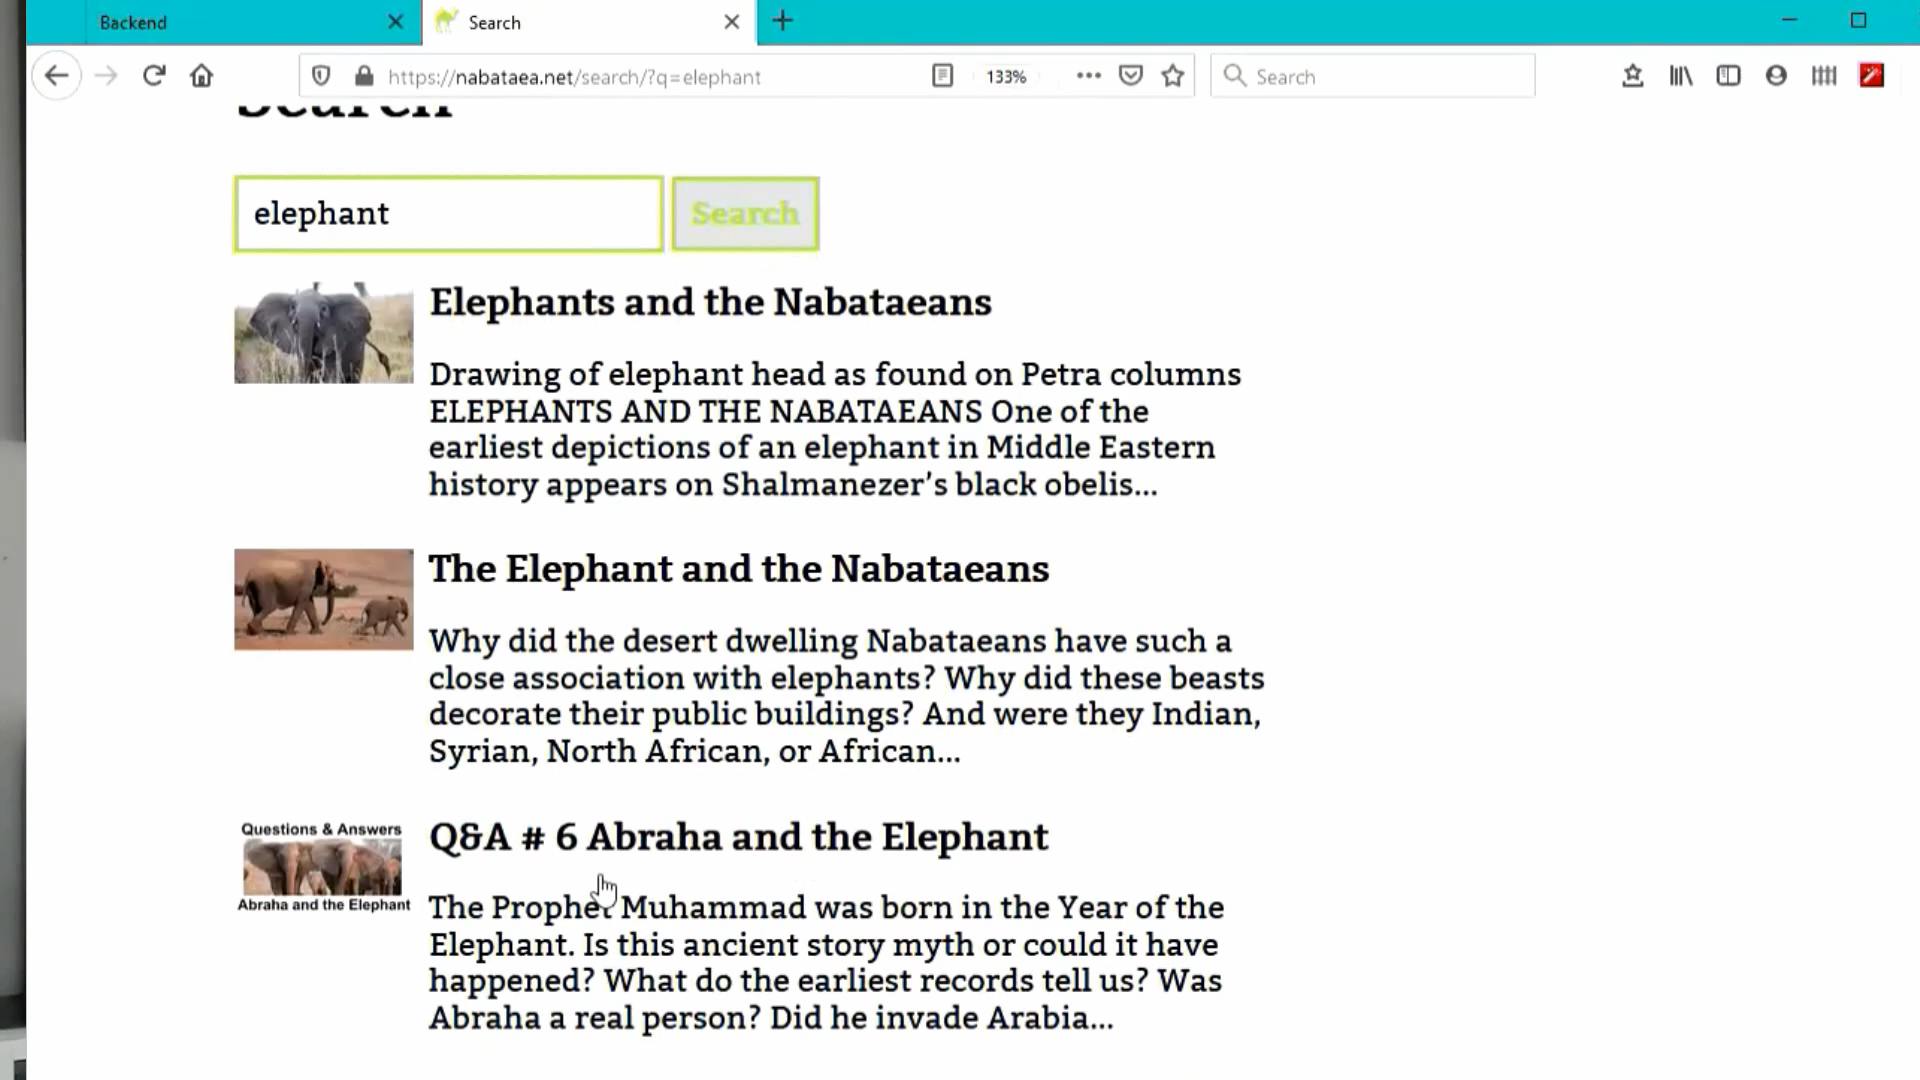 Backend
Search
https://nabataea.net/search/?q=elephant
133%
Search
Search
elephant
Search
Elephants and the Nabataeans
Drawing of elephant head as found on Petra columns
ELEPHANTS AND THE NABATAEANS One of the
earliest depictions of an elephant in Middle Eastern
history appears on Shalmanezer’s black obelis...
The Elephant and the Nabataeans
Why did the desert dwelling Nabataeans have such a
close association with elephants? Why did these beasts
decorate their public buildings? And were they Indian,
Syrian, North African, or African...
Questions & Answers
Abraha and the Elephant
Q&A # 6 Abraha and the Elephant
The Prophet Muhammad was born in the Year of the
Elephant. Is this ancient story myth or could it have
happened? What do the earliest records tell us? Was
Abraha a real person? Did he invade Arabia...